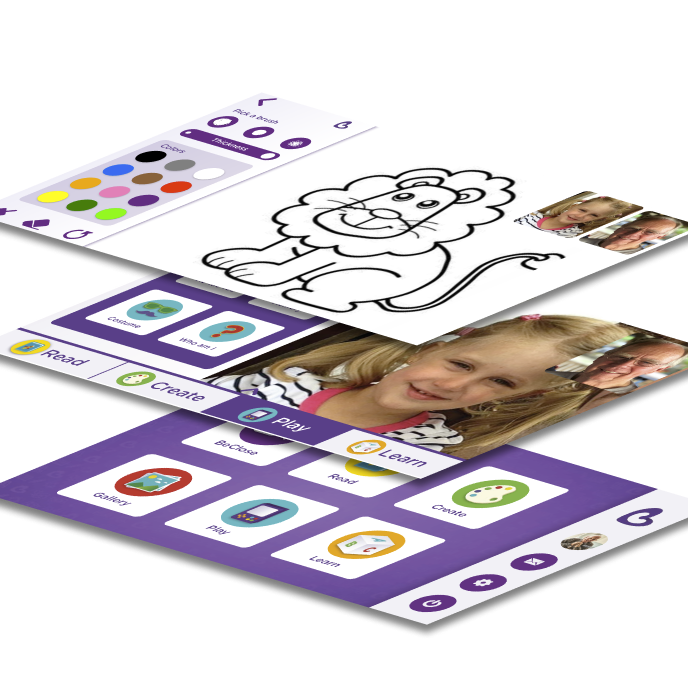 Pick a brush
Thickness
Colors
Costume
Who am I
Read
Create
Play
Learn
BeClose
Read
Create
Gallery
Play
Learn